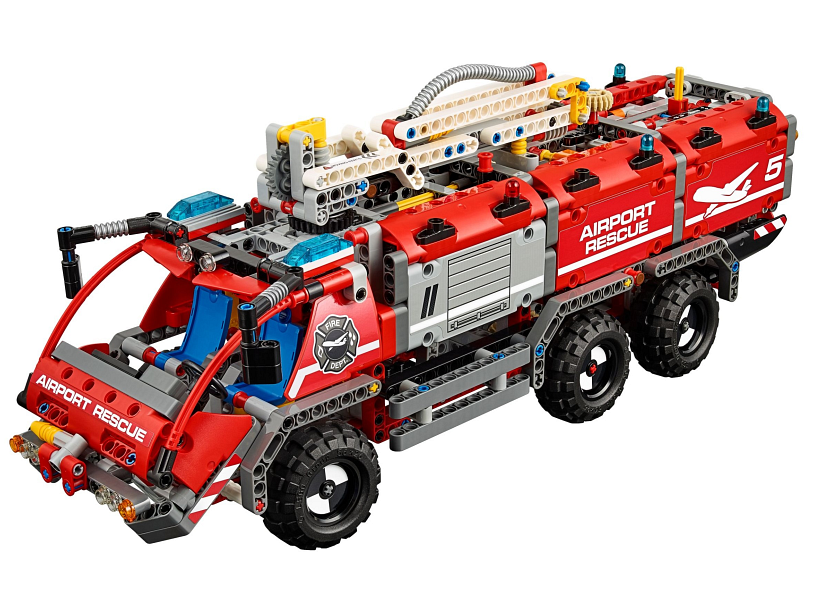 AIRPORT RESCUE
FIRE
DEPT.
AIRPORT
RESCUE
5